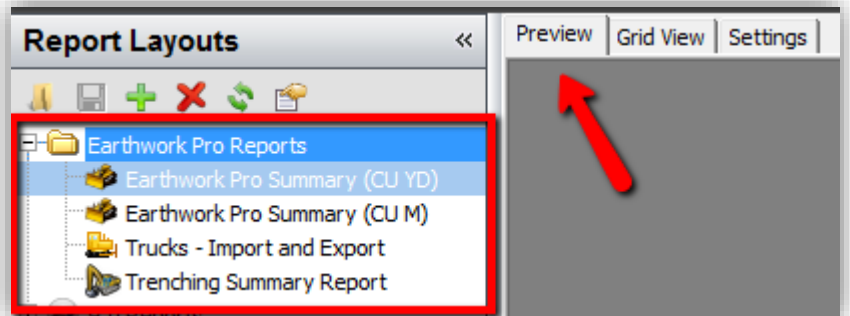 Report Layouts
Preview Grid View Settings
Earthwork Pro Reports
Earthwork Pro Summary (CU YD)
Earthwork Pro Summary (CU M)
Trucks - Import and Export
Trenching Summary Report